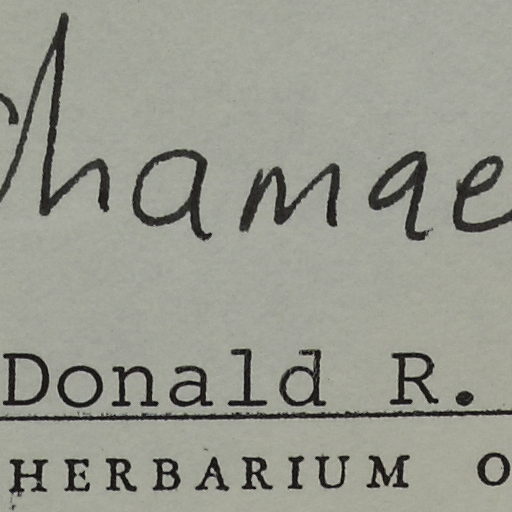 Chamae
Donald R.
HERBARIUM O